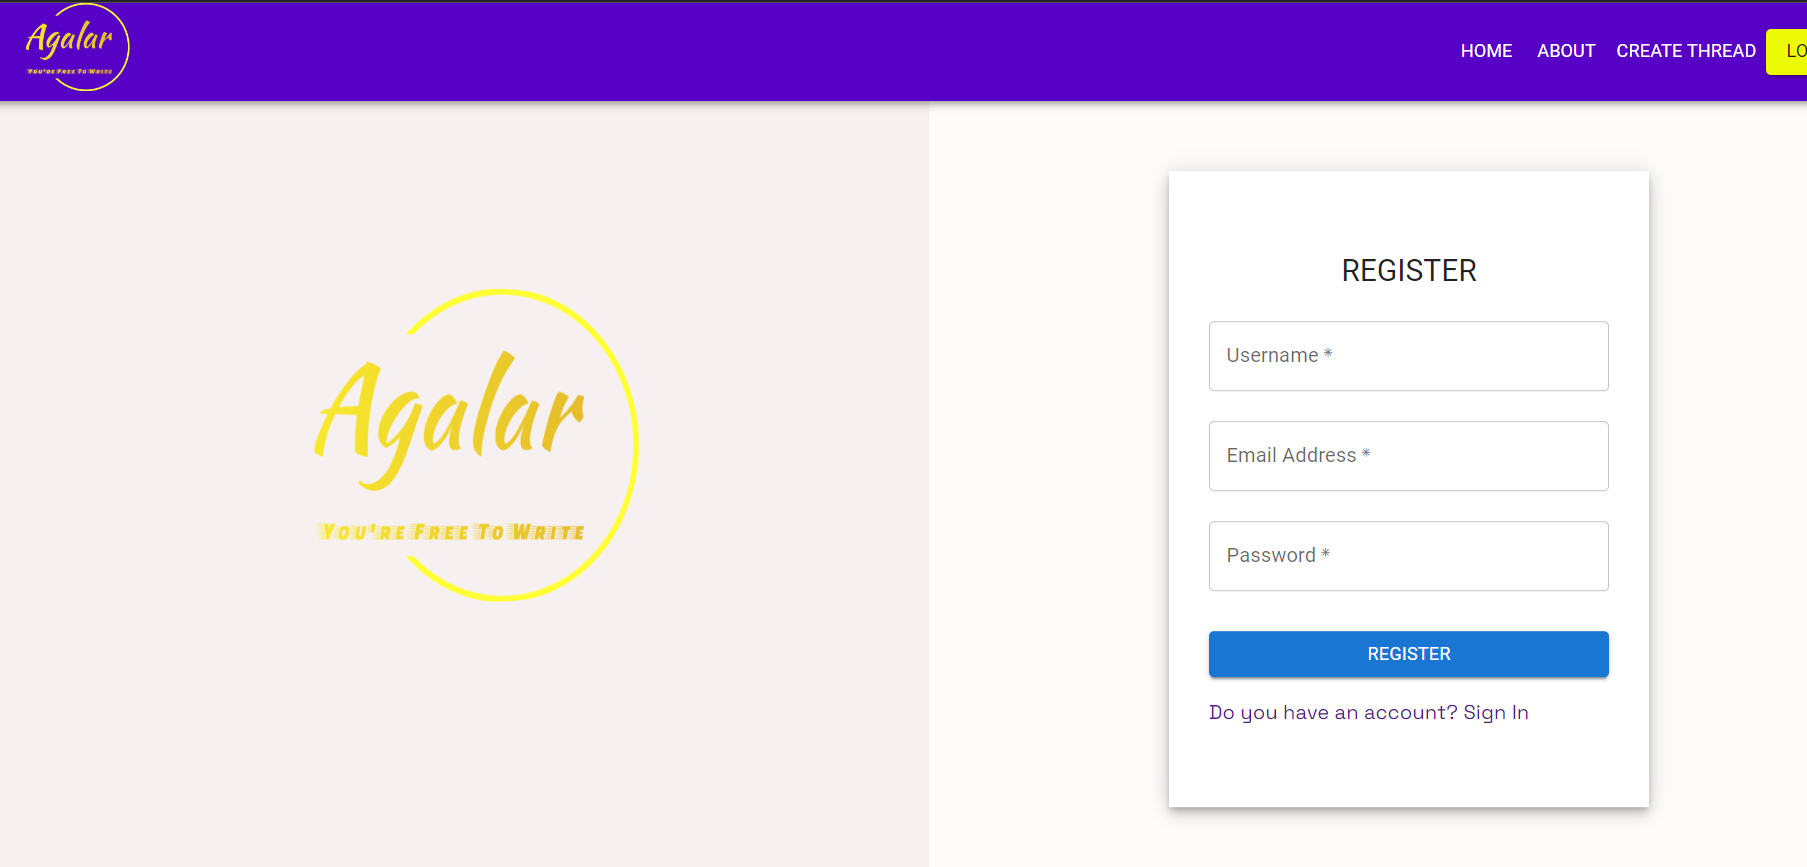 Agalar
You're Free To Write
HOME ABOUT CREATE THREAD LO
REGISTER
Username *
Email Address *
Password *
Agalar
You're Free To Write
REGISTER
Do you have an account? Sign In